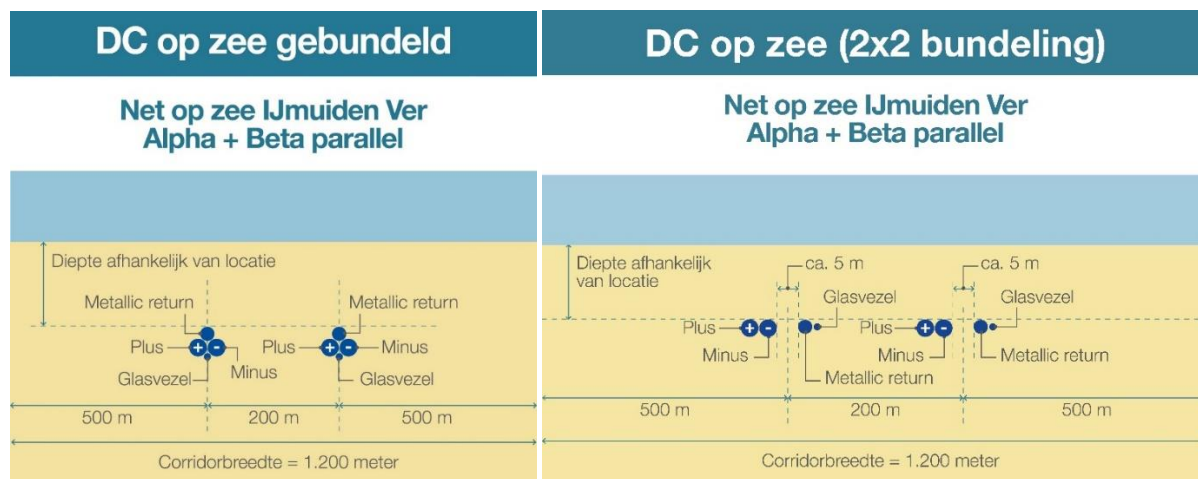 DC op zee gebundeld
Net op zee IJmuiden Ver
Alpha + Beta parallel
Diepte afhankelijk van locatie
Metallic return
Metallic return
Plus
+
-
Plus
+
-
Minus
Minus
Glasvezel
Glasvezel
500 m
200 m
500 m
Corridorbreedte = 1.200 meter
DC op zee (2x2 bundeling)
Net op zee IJmuiden Ver
Alpha + Beta parallel
Diepte afhankelijk
van locatie
ca. 5 m
ca. 5 m
Glasvezel
Glasvezel
Plus
+
-
Plus
+
-
Minus
Minus
Metallic return
Metallic return
500 m
200 m
500 m
Corridorbreedte = 1.200 meter